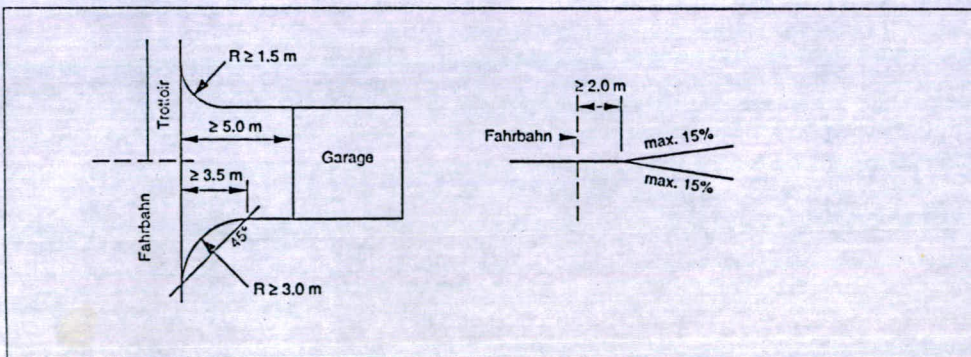 R ≥ 1.5 m
Trottoir
≥ 5.0 m
Garage
≥ 3.5 m
Fahrbahn
45°
R ≥ 3.0 m
≥ 2.0 m
Fahrbahn
max. 15%
max. 15%